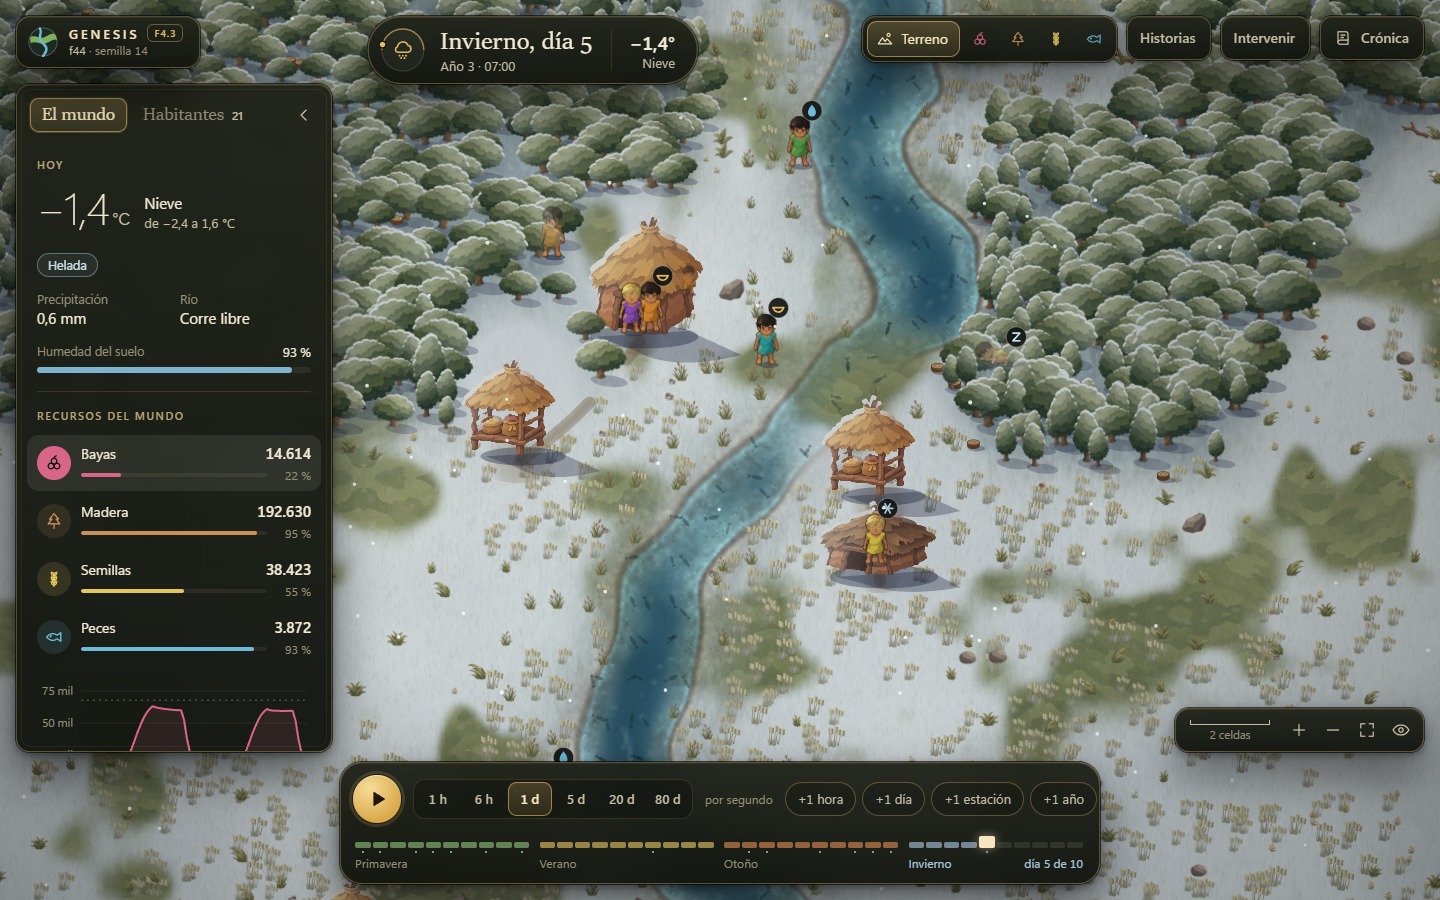 GENESIS F4.3
f44 · semilla 14
Invierno, día 5
Año 3 · 07:00
−1,4°
Nieve
Terreno
Historias
Intervenir
Crónica
El mundo
Habitantes 21
HOY
−1,4 °C
Nieve
de −2,4 a 1,6 °C
Helada
Precipitación
0,6 mm
Río
Corre libre
Humedad del suelo 93 %
RECURSOS DEL MUNDO
Bayas 14.614
22 %
Madera 192.630
95 %
Semillas 38.423
55 %
Peces 3.872
93 %
75 mil
50 mil
Z
2 celdas
1 h 6 h 1 d 5 d 20 d 80 d por segundo +1 hora +1 día +1 estación +1 año
Primavera Verano Otoño Invierno día 5 de 10